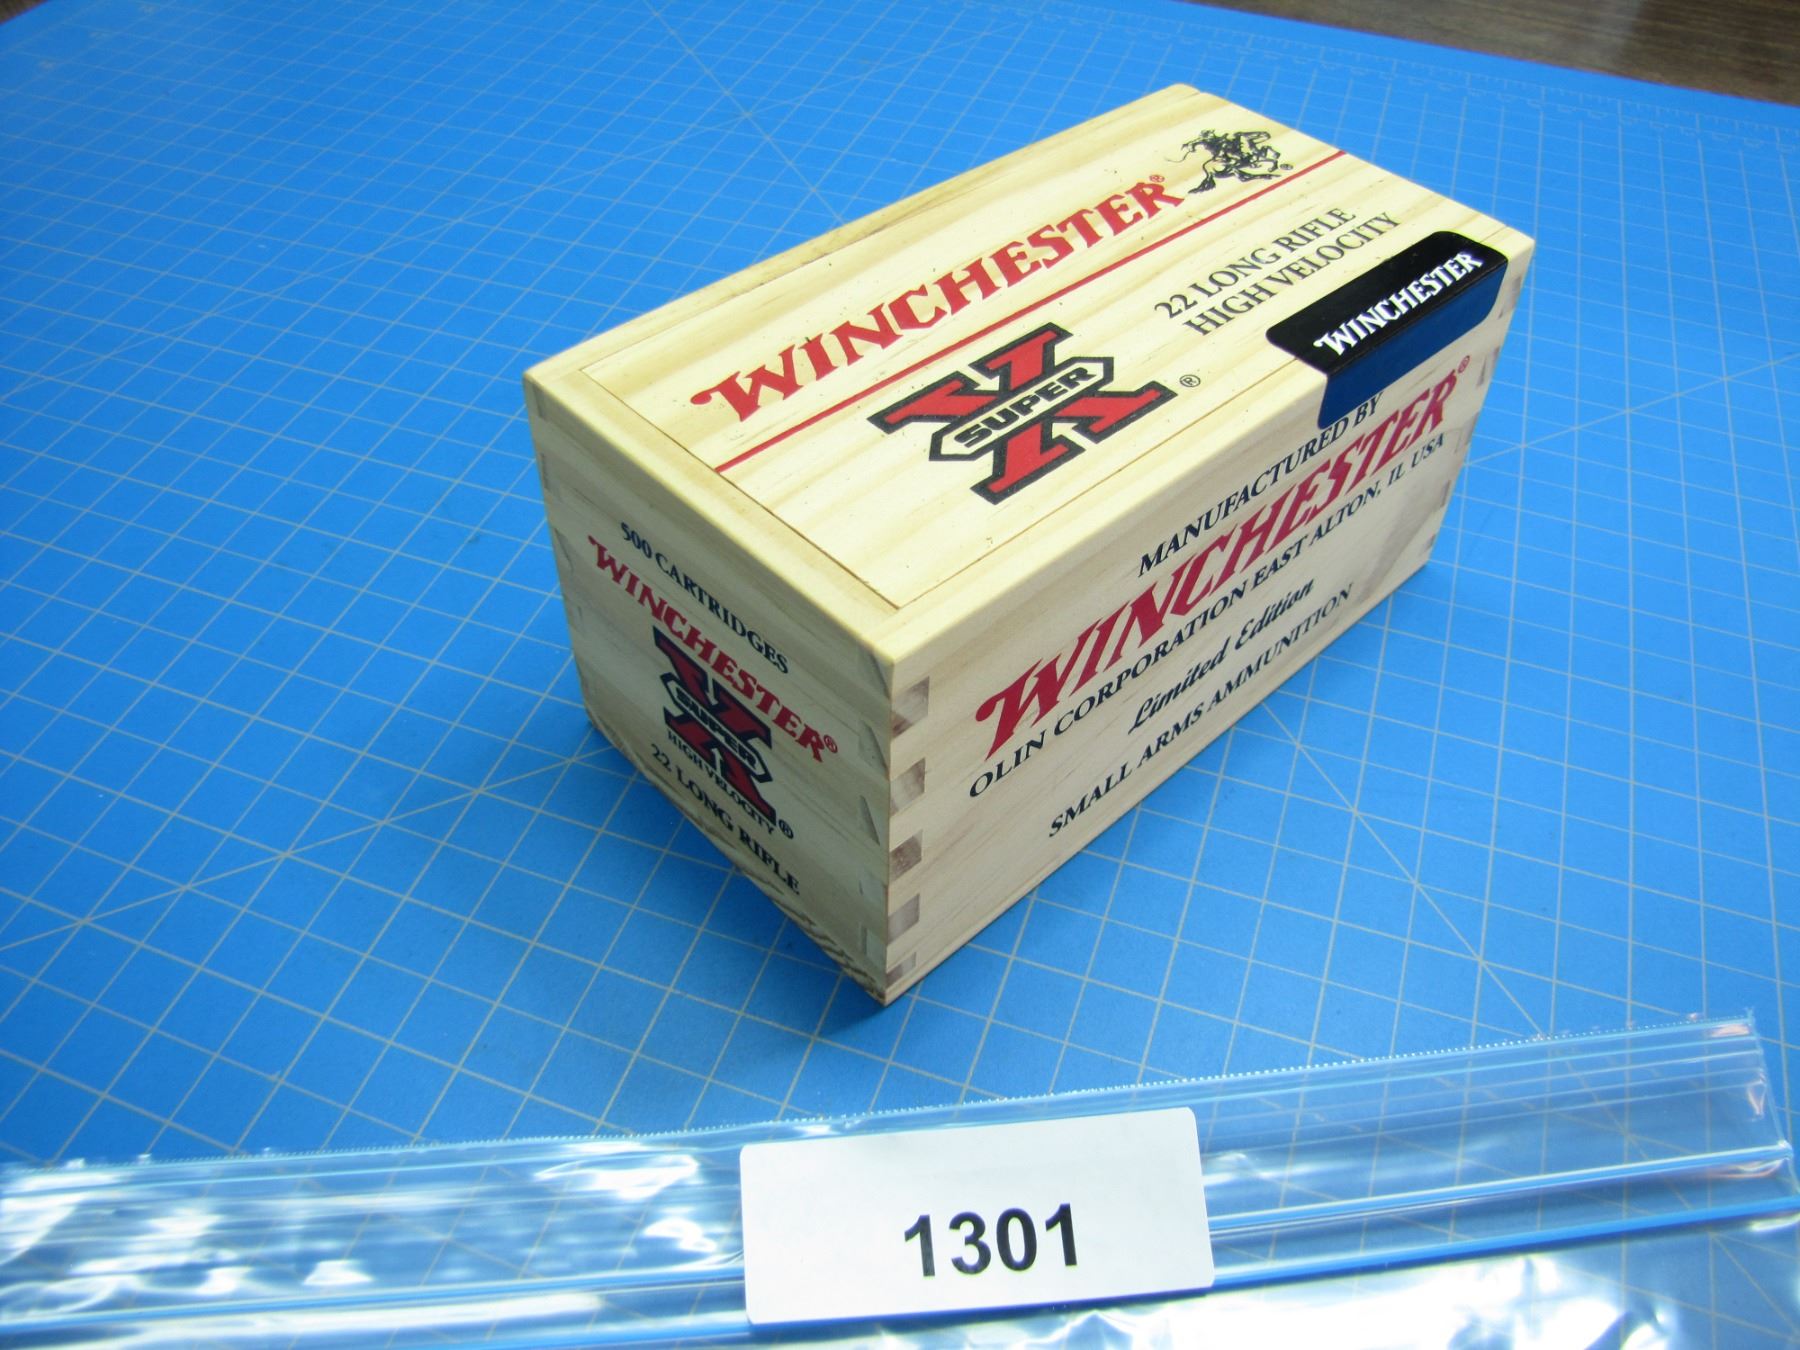 WINCHESTER®
22 LONG RIFLE
HIGH VELOCITY
SUPER X ®
WINCHESTER
500 CARTRIDGES
WINCHESTER®
SUPER X
HIGH VELOCITY ®
22 LONG RIFLE
MANUFACTURED BY
WINCHESTER®
OLIN CORPORATION EAST ALTON, IL USA
Limited Edition
SMALL ARMS AMMUNITION
1301